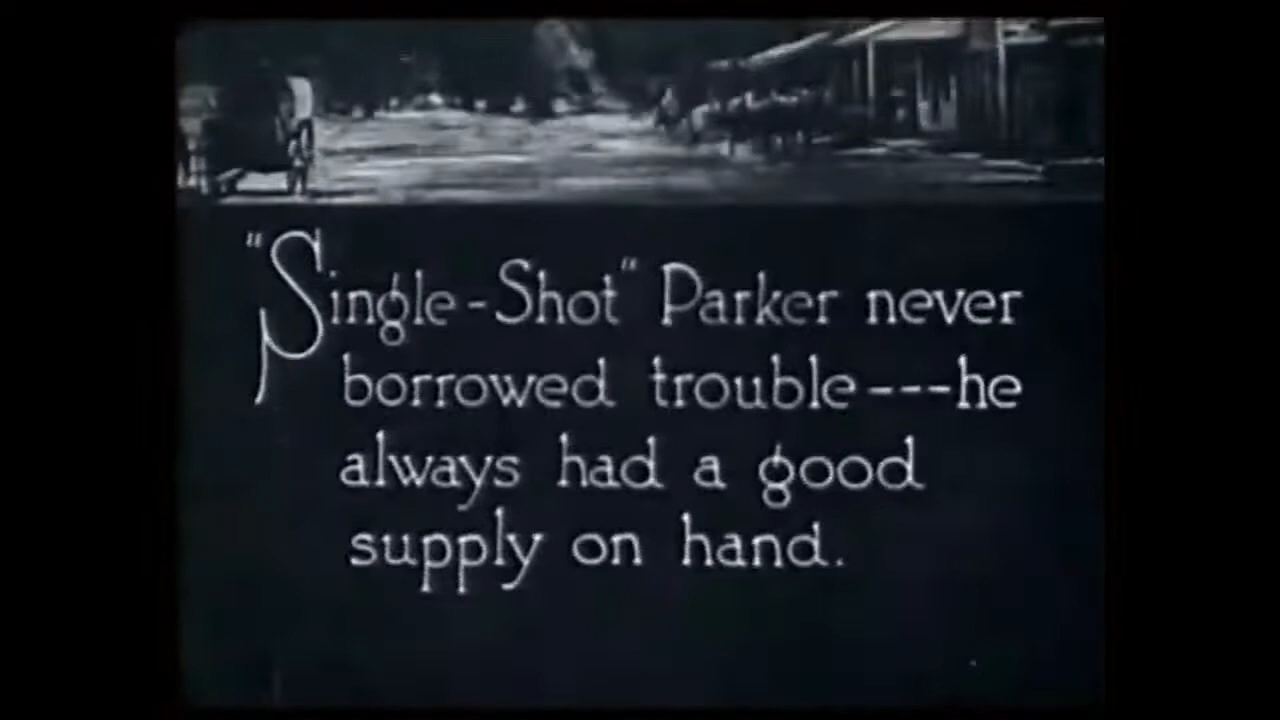 "Single-Shot" Parker never
borrowed trouble---he
always had a good
supply on hand.